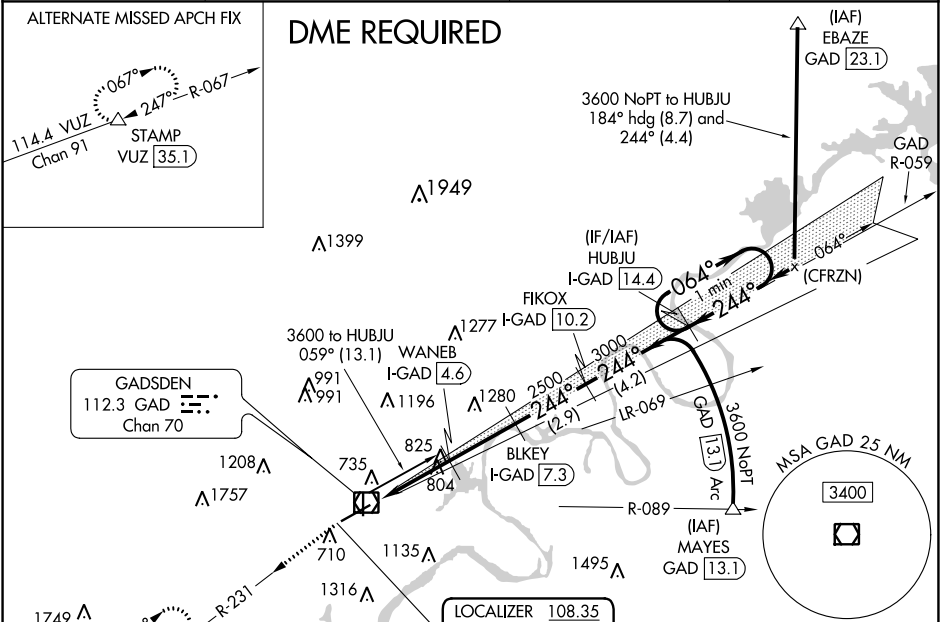 ALTERNATE MISSED APCH FIX
067°
247°
R-067
114.4 VUZ
Chan 91
STAMP
VUZ 35.1
DME REQUIRED
(IAF)
EBAZE
GAD 23.1
3600 NoPT to HUBJU
184° hdg (8.7) and
244° (4.4)
GAD
R-059
1949
1399
(IF/IAF)
HUBJU
I-GAD 14.4
064°
1 min
244°
064°
(CFRZN)
FIKOX
I-GAD 10.2
3600 to HUBJU
059° (13.1)
1277
WANEB
I-GAD 4.6
3000
244°
(4.2)
2500
244°
(2.9)
LR-069
GADSDEN
112.3 GAD
Chan 70
991
991
1196
1280
BLKEY
I-GAD 7.3
GAD 13.1 Arc
3600 NoPT
MSA GAD 25 NM
3400
825
804
735
1208
1757
R-089
(IAF)
MAYES
GAD 13.1
710
1135
1495
1316
R-231
1749
LOCALIZER 108.35